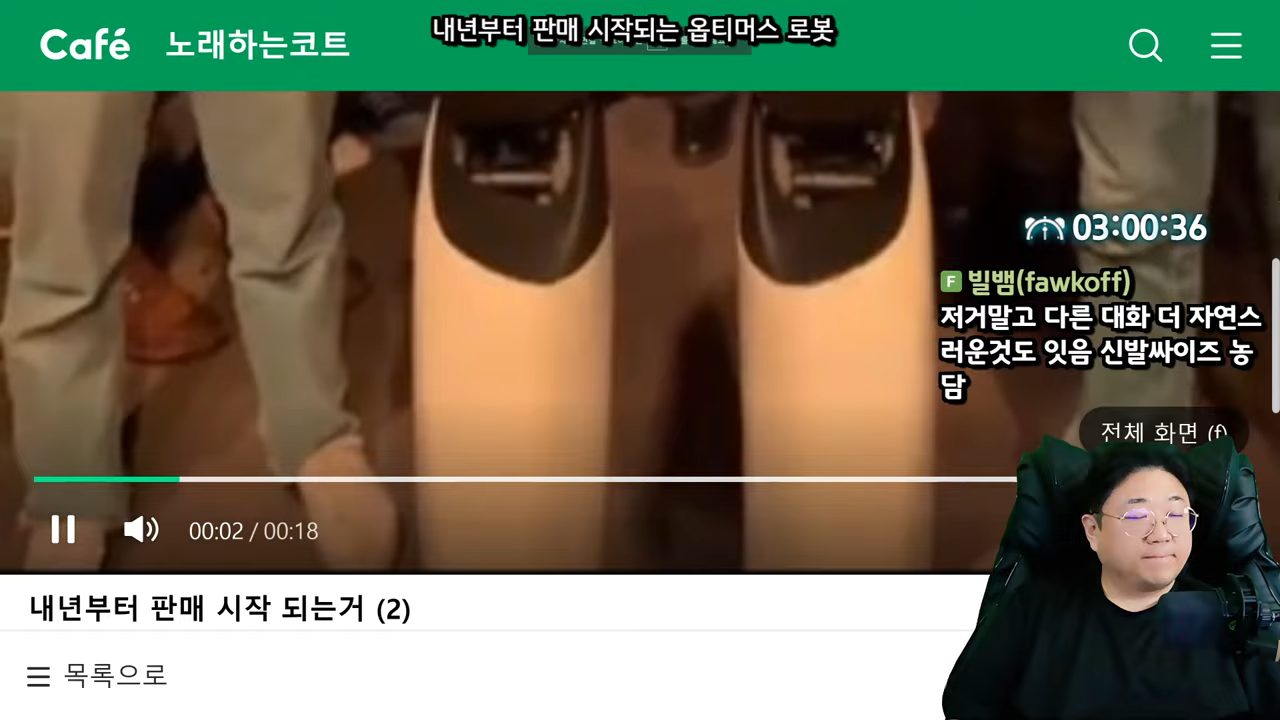 내년부터 판매 시작되는 옵티머스 로봇
Café 노래하는코트
03:00:36
F 빌뱀(fawkoff)
저거말고 다른 대화 더 자연스
러운것도 잇음 신발싸이즈 농
담
전체 화면 (f)
00:02 / 00:18
내년부터 판매 시작 되는거 (2)
목록으로